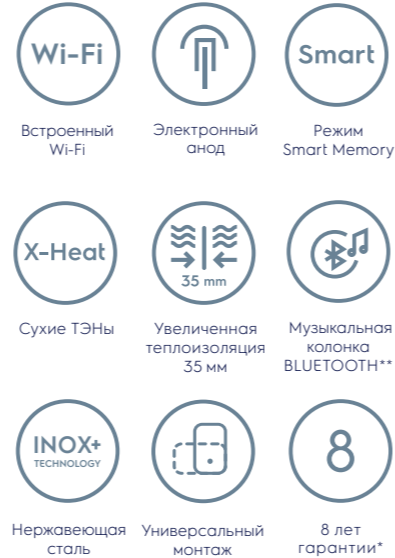 Wi-Fi
Встроенный
Wi-Fi
Электронный
анод
Smart
Режим
Smart Memory
X-Heat
Сухие ТЭНы
35 mm
Увеличенная
теплоизоляция
35 мм
Музыкальная
колонка
BLUETOOTH**
INOX+
TECHNOLOGY
Нержавеющая
сталь
Универсальный
монтаж
8
8 лет
гарантии*